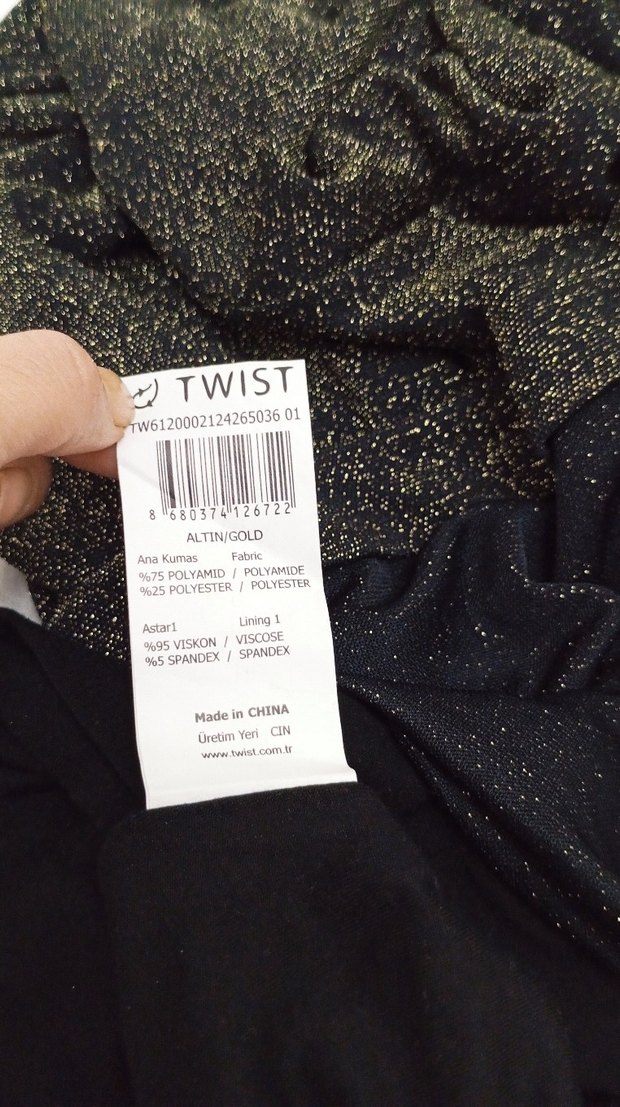 TWIST
TW6120002124265036 01
8 680374 126722
ALTIN/GOLD
Ana Kumas Fabric
%75 POLYAMID / POLYAMIDE
%25 POLYESTER / POLYESTER
Astar1 Lining 1
%95 VISKON / VISCOSE
%5 SPANDEX / SPANDEX
Made in CHINA
Üretim Yeri CIN
www.twist.com.tr